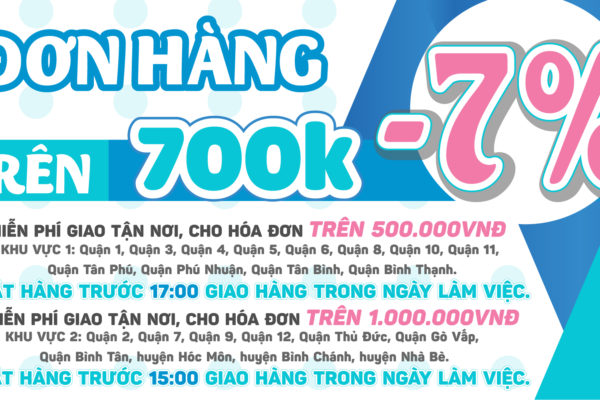 ĐƠN HÀNG
TRÊN 700k -7%
MIỄN PHÍ GIAO TẬN NƠI, CHO HÓA ĐƠN TRÊN 500.000VNĐ
KHU VỰC 1: Quận 1, Quận 3, Quận 4, Quận 5, Quận 6, Quận 8, Quận 10, Quận 11,
Quận Tân Phú, Quận Phú Nhuận, Quận Tân Bình, Quận Bình Thạnh.
ĐẶT HÀNG TRƯỚC 17:00 GIAO HÀNG TRONG NGÀY LÀM VIỆC.
MIỄN PHÍ GIAO TẬN NƠI, CHO HÓA ĐƠN TRÊN 1.000.000VNĐ
KHU VỰC 2: Quận 2, Quận 7, Quận 9, Quận 12, Quận Thủ Đức, Quận Gò Vấp,
Quận Bình Tân, huyện Hóc Môn, huyện Bình Chánh, huyện Nhà Bè.
ĐẶT HÀNG TRƯỚC 15:00 GIAO HÀNG TRONG NGÀY LÀM VIỆC.